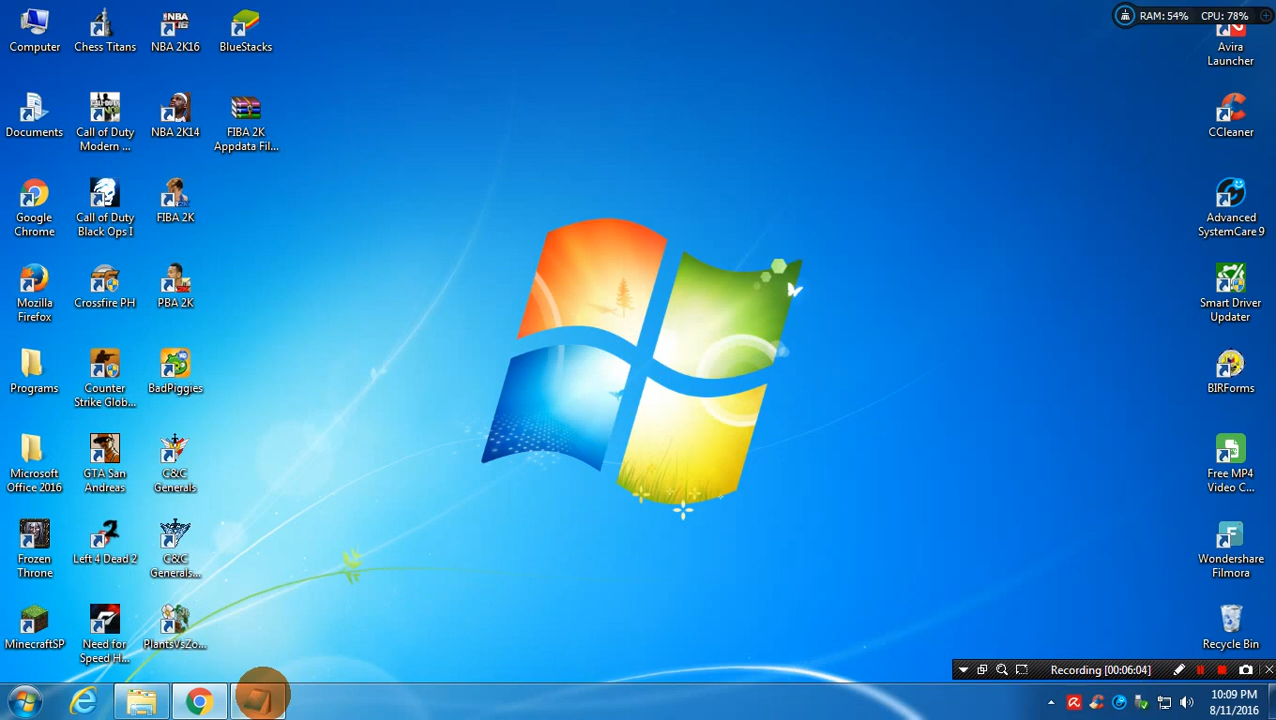 RAM: 54% CPU: 78%
Computer
Chess Titans
NBA 2K16
BlueStacks
Avira
Launcher
Documents
Call of Duty
Modern ...
NBA 2K14
FIBA 2K
Appdata Fil...
CCleaner
Google
Chrome
Call of Duty
Black Ops I
FIBA 2K
Advanced
SystemCare 9
Mozilla
Firefox
Crossfire PH
PBA 2K
Smart Driver
Updater
Programs
Counter
Strike Glob...
BadPiggies
BIRForms
Microsoft
Office 2016
GTA San
Andreas
C&C
Generals
Free MP4
Video C...
Frozen
Throne
Left 4 Dead 2
C&C
Generals...
Wondershare
Filmora
MinecraftSP
Need for
Speed H...
PlantsVsZo...
Recycle Bin
Recording [00:06:04]
10:09 PM
8/11/2016